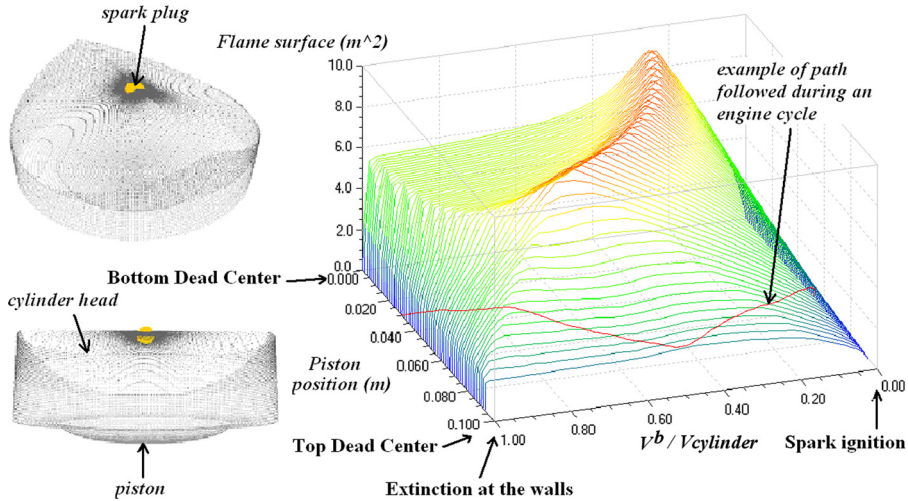 spark plug
Flame surface (m^2)
10.0
8.0
6.0
4.0
2.0
0.0
example of path
followed during an
engine cycle
Bottom Dead Center
0.000
0.020
0.040
0.060
0.080
0.100
cylinder head
Piston
position (m)
Top Dead Center
1.00
0.80
0.60
0.40
0.20
0.00
V^b / Vcylinder
Spark ignition
piston
Extinction at the walls